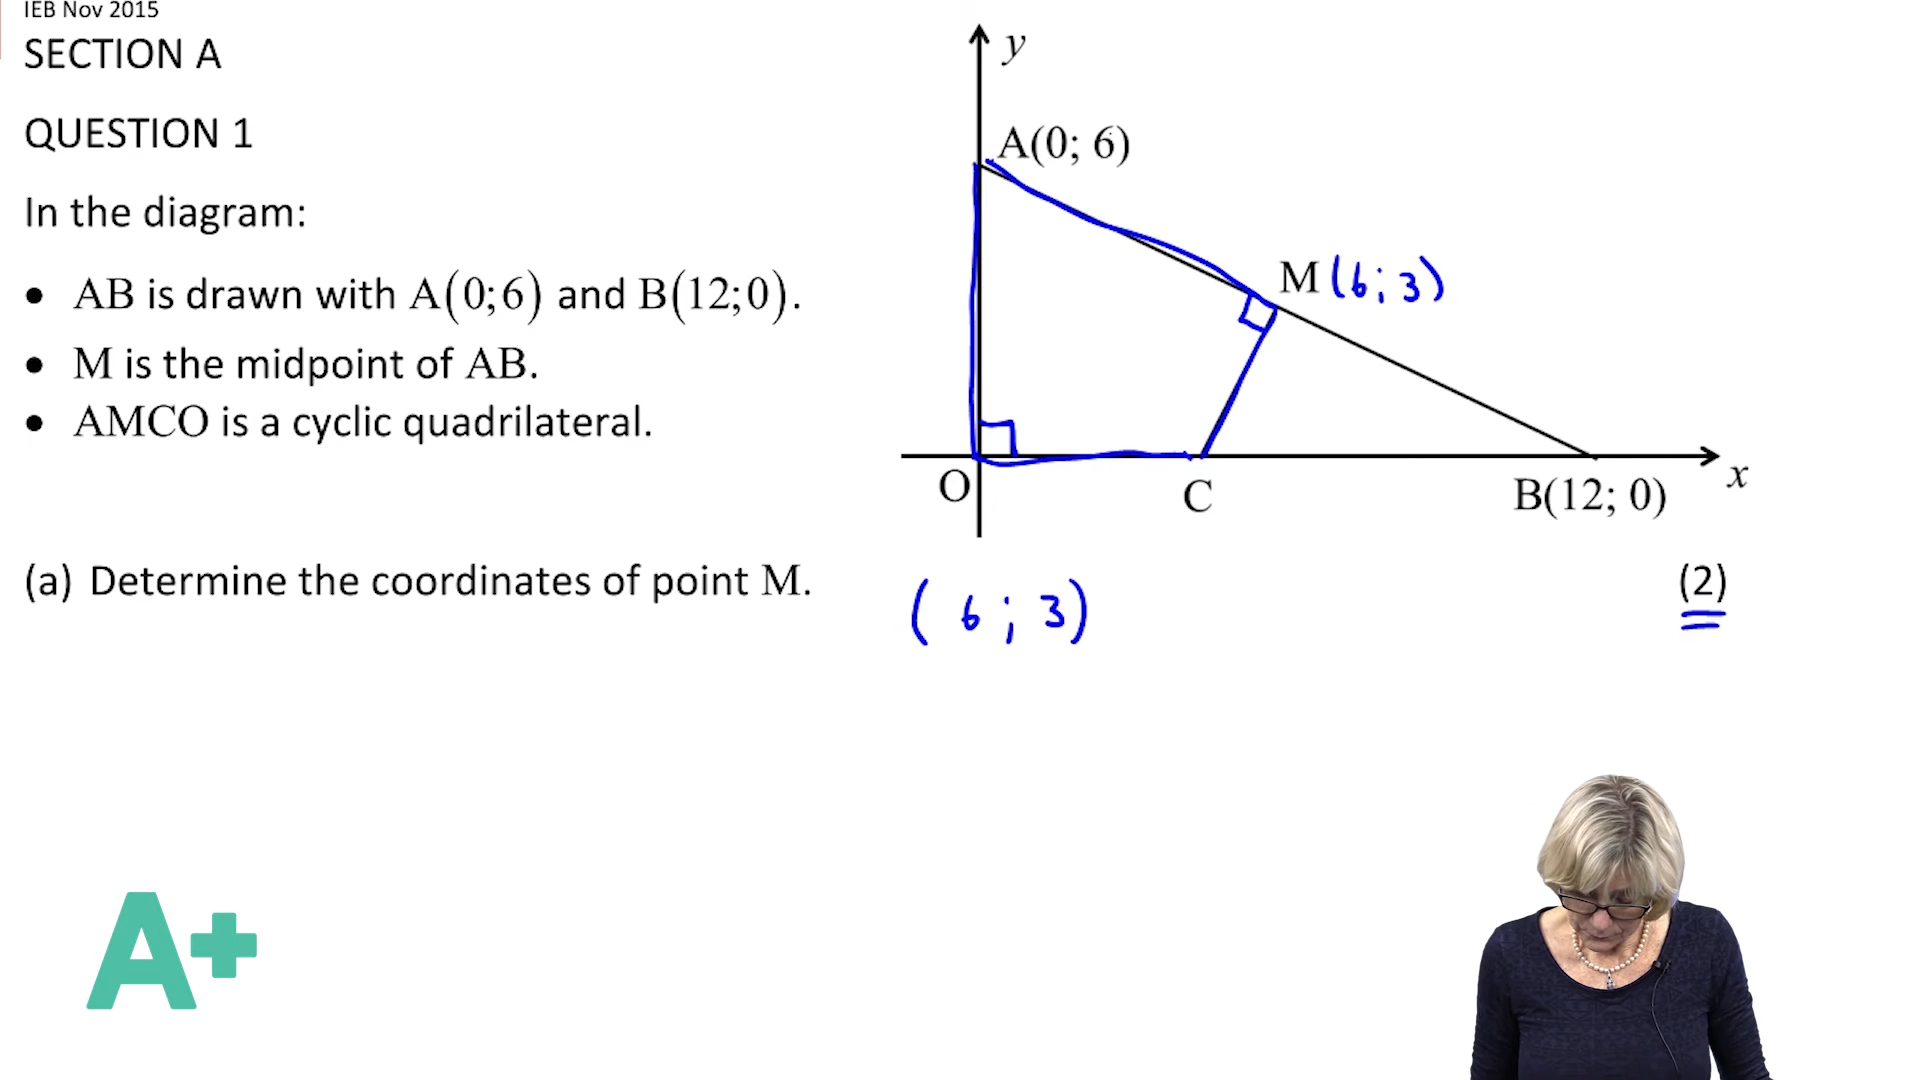 IEB Nov 2015
SECTION A
QUESTION 1
In the diagram:
• AB is drawn with A(0;6) and B(12;0).
• M is the midpoint of AB.
• AMCO is a cyclic quadrilateral.
y
A(0; 6)
M (6; 3)
O
C
B(12; 0)
x
(a) Determine the coordinates of point M.
(6 ; 3)
(2)
A+